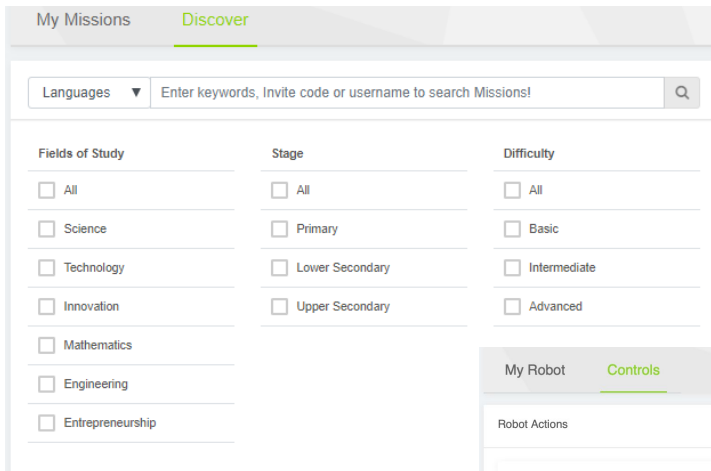 My Missions Discover
Languages ▼ Enter keywords, Invite code or username to search Missions!
Fields of Study Stage Difficulty
All All All
Science Primary Basic
Technology Lower Secondary Intermediate
Innovation Upper Secondary Advanced
Mathematics
My Robot Controls
Engineering
Entrepreneurship
Robot Actions